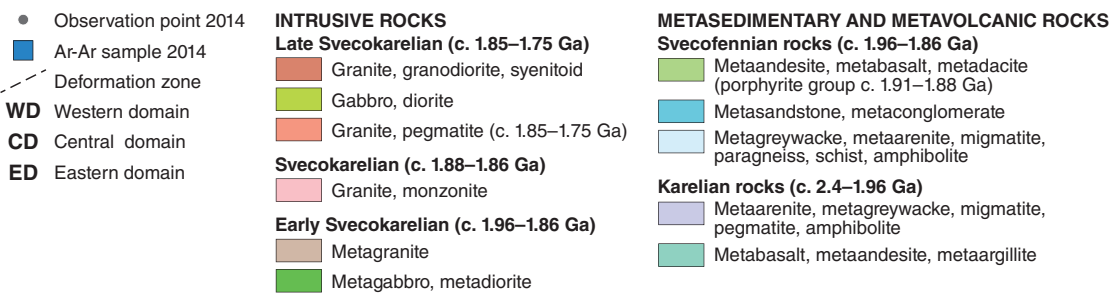 Observation point 2014
Ar-Ar sample 2014
Deformation zone
WD Western domain
CD Central domain
ED Eastern domain
INTRUSIVE ROCKS
Late Svecokarelian (c. 1.85–1.75 Ga)
Granite, granodiorite, syenitoid
Gabbro, diorite
Granite, pegmatite (c. 1.85–1.75 Ga)
Svecokarelian (c. 1.88–1.86 Ga)
Granite, monzonite
Early Svecokarelian (c. 1.96–1.86 Ga)
Metagranite
Metagabbro, metadiorite
METASEDIMENTARY AND METAVOLCANIC ROCKS
Svecofennian rocks (c. 1.96–1.86 Ga)
Metaandesite, metabasalt, metadacite
(porphyrite group c. 1.91–1.88 Ga)
Metasandstone, metaconglomerate
Metagreywacke, metaarenite, migmatite,
paragneiss, schist, amphibolite
Karelian rocks (c. 2.4–1.96 Ga)
Metaarenite, metagreywacke, migmatite,
pegmatite, amphibolite
Metabasalt, metaandesite, metaargillite